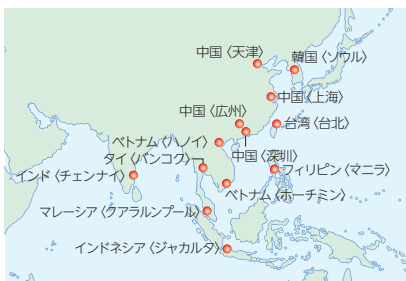 中国〈天津〉
韓国〈ソウル〉
中国〈上海〉
中国〈広州〉
台湾〈台北〉
ベトナム〈ハノイ〉
中国〈深圳〉
タイ〈バンコク〉
フィリピン〈マニラ〉
インド〈チェンナイ〉
ベトナム〈ホーチミン〉
マレーシア〈クアラルンプール〉
インドネシア〈ジャカルタ〉